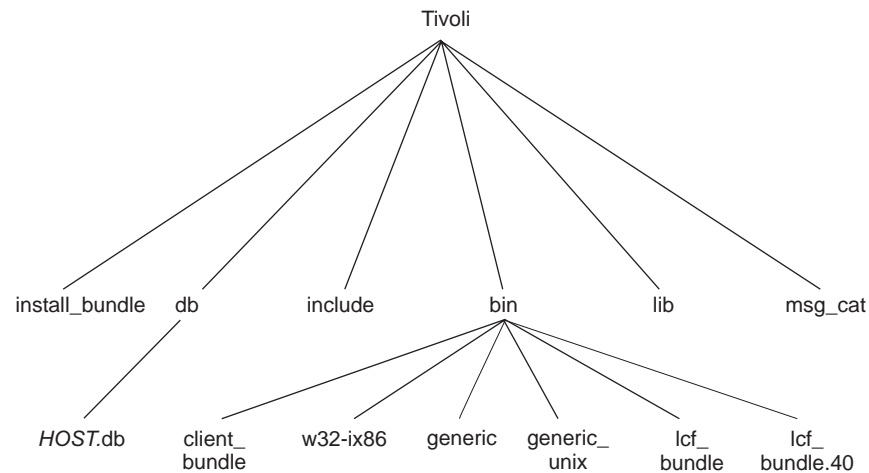 Tivoli
install_bundle db include bin lib msg_cat
HOST.db client_ w32-ix86 generic generic_ lcf_ lcf_
bundle unix bundle bundle.40